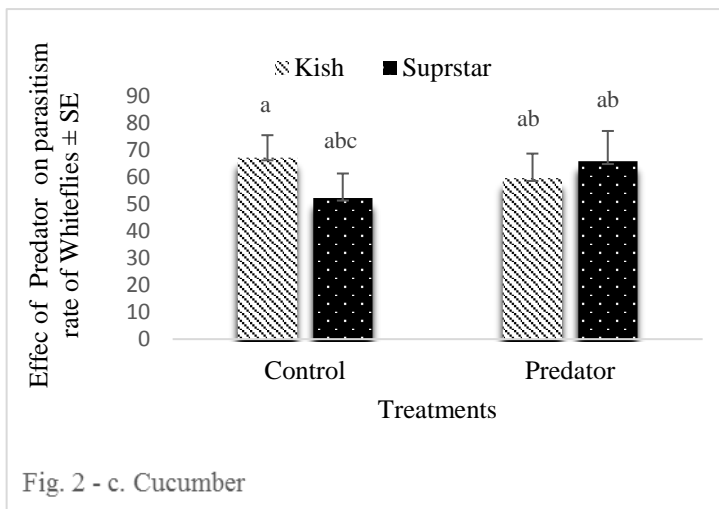 Kish Suprstar
Effec of Predator on parasitism
rate of Whiteflies ± SE
90
80
70
60
50
40
30
20
10
0
a
abc
ab
ab
Control Predator
Treatments
Fig. 2 - c. Cucumber